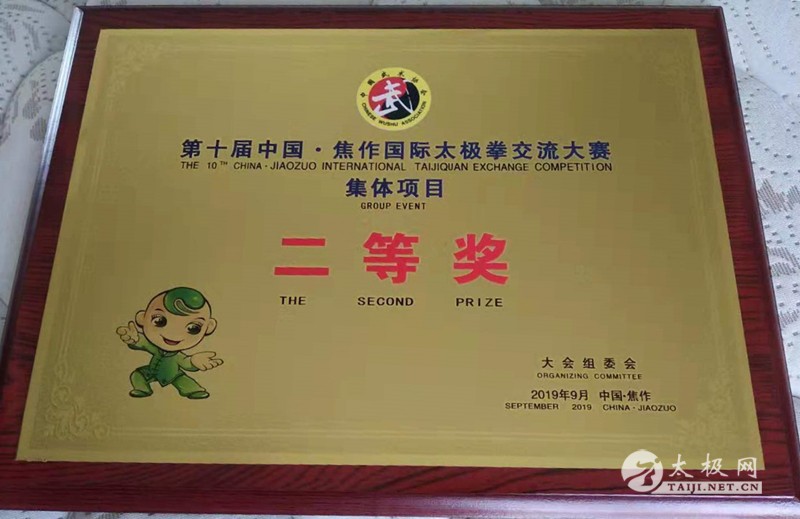 中国武术协会
武
CHINESE WUSHU ASSOCIATION
第十届中国·焦作国际太极拳交流大赛
THE 10TH CHINA·JIAOZUO INTERNATIONAL TAIJIQUAN EXCHANGE COMPETITION
集体项目
GROUP EVENT
二等奖
THE SECOND PRIZE
大会组委会
ORGANIZING COMMITTEE
2019年9月 中国·焦作
SEPTEMBER 2019 CHINA·JIAOZUO
太极网
TAIJI.NET.CN